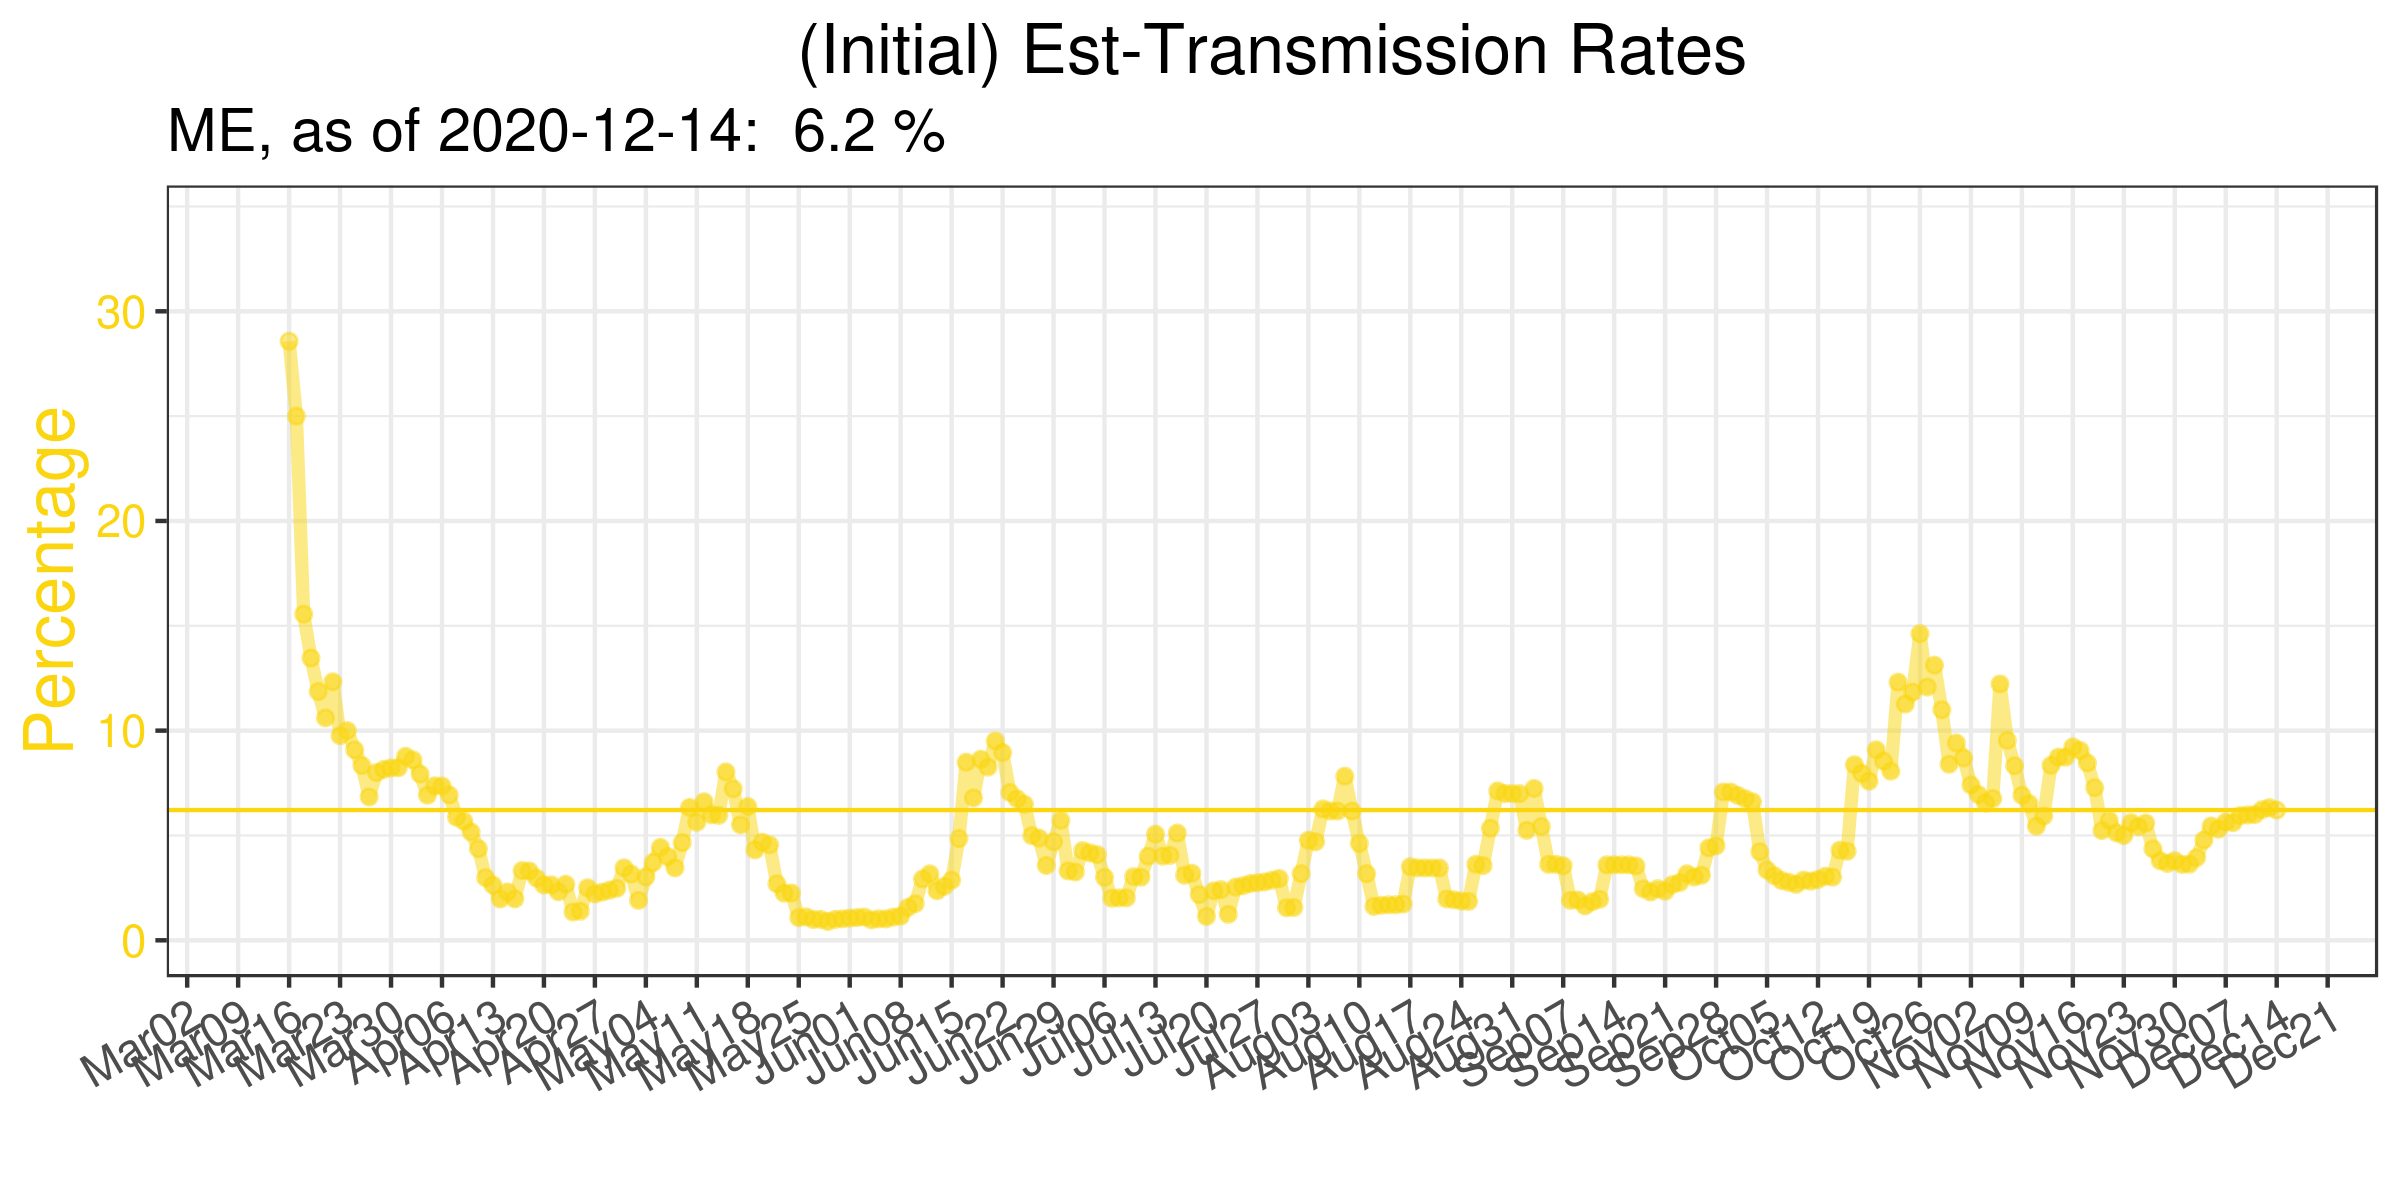 (Initial) Est-Transmission Rates
ME, as of 2020-12-14:  6.2 %
Percentage
30
20
10
0
Mar02
Mar09
Mar16
Mar23
Mar30
Apr06
Apr13
Apr20
Apr27
May04
May11
May18
May25
Jun01
Jun08
Jun15
Jun22
Jun29
Jul06
Jul13
Jul20
Jul27
Aug03
Aug10
Aug17
Aug24
Aug31
Sep07
Sep14
Sep21
Sep28
Oct05
Oct12
Oct19
Oct26
Nov02
Nov09
Nov16
Nov23
Nov30
Dec07
Dec14
Dec21